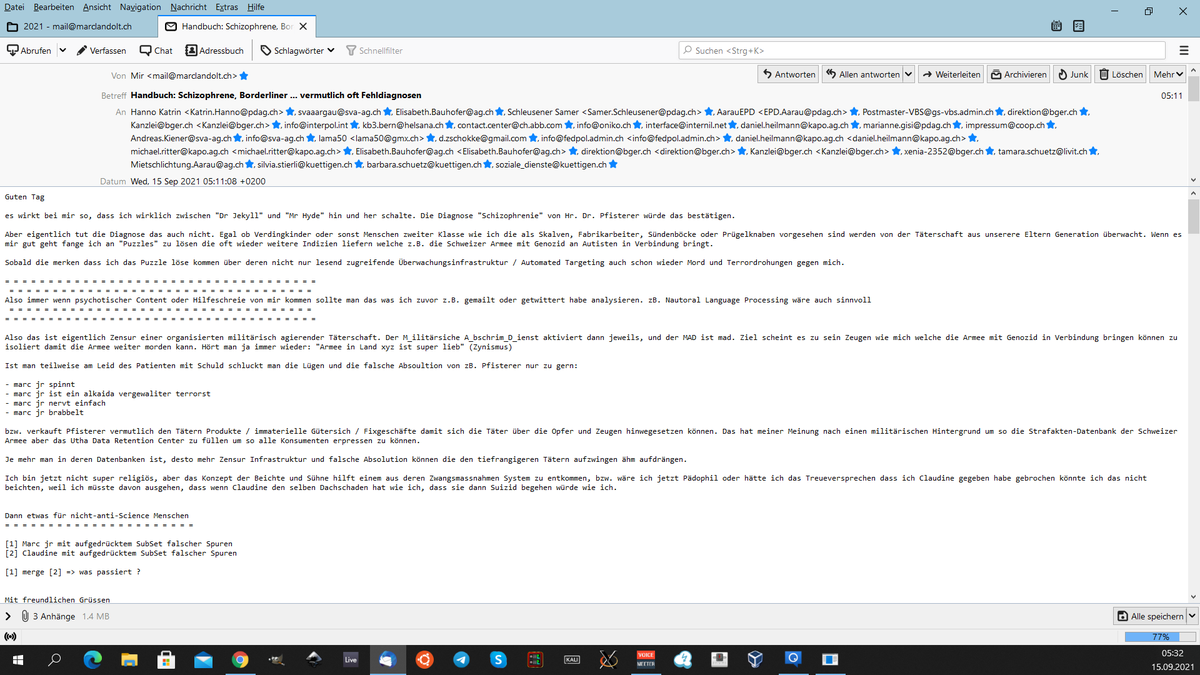 Datei Bearbeiten Ansicht Navigation Nachricht Extras Hilfe
2021 - mail@marclandolt.ch
Handbuch: Schizophrene, Bor
Abrufen Verfassen Chat Adressbuch Schlagwörter Schnellfilter
Suchen <Strg+K>
Von Mir <mail@marclandolt.ch>
Antworten Allen antworten Weiterleiten Archivieren Junk Löschen Mehr
Betreff Handbuch: Schizophrene, Borderliner ... vermutlich oft Fehldiagnosen
05:11
An Hanno Katrin <Katrin.Hanno@pdag.ch>, svaaargau@sva-ag.ch, Elisabeth.Bauhofer@ag.ch, Schleusener Samer <Samer.Schleusener@pdag.ch>, AarauEPD <EPD.Aarau@pdag.ch>, Postmaster-VBS@gs-vbs.admin.ch, direktion@bger.ch,
Kanzlei@bger.ch <Kanzlei@bger.ch>, info@interpol.int, kb3.bern@helsana.ch, contact.center@ch.abb.com, info@oniko.ch, interface@internil.net, daniel.heilmann@kapo.ag.ch, marianne.gisi@pdag.ch, impressum@coop.ch,
Andreas.Kiener@sva-ag.ch, info@sva-ag.ch, lama50 <lama50@gmx.ch>, d.zschokke@gmail.com, info@fedpol.admin.ch <info@fedpol.admin.ch>, daniel.heilmann@kapo.ag.ch <daniel.heilmann@kapo.ag.ch>,
michael.ritter@kapo.ag.ch <michael.ritter@kapo.ag.ch>, Elisabeth.Bauhofer@ag.ch <Elisabeth.Bauhofer@ag.ch>, direktion@bger.ch <direktion@bger.ch>, Kanzlei@bger.ch <Kanzlei@bger.ch>, xenia-2352@bger.ch, tamara.schuetz@livit.ch,
Mietschlichtung.Aarau@ag.ch, silvia.stierli@kuettigen.ch, barbara.schuetz@kuettigen.ch, soziale_dienste@kuettigen.ch
Datum Wed, 15 Sep 2021 05:11:08 +0200
Guten Tag
es wirkt bei mir so, dass ich wirklich zwischen "Dr Jekyll" und "Mr Hyde" hin und her schalte. Die Diagnose "Schizophrenie" von Hr. Dr. Pfisterer würde das bestätigen.
Aber eigentlich tut die Diagnose das auch nicht. Egal ob Verdingkinder oder sonst Menschen zweiter Klasse wie ich die als Skalven, Fabrikarbeiter, Sündenböcke oder Prügelknaben vorgesehen sind werden von der Täterschaft aus unserere Eltern Generation überwacht. Wenn es
mir gut geht fange ich an "Puzzles" zu lösen die oft wieder weitere Indizien liefern welche z.B. die Schweizer Armee mit Genozid an Autisten in Verbindung bringt.
Sobald die merken dass ich das Puzzle löse kommen über deren nicht nur lesend zugreifende Überwachungsinfrastruktur / Automated Targeting auch schon wieder Mord und Terrordrohungen gegen mich.
= = = = = = = = = = = = = = = = = = = = = = = = = = = = = = = = = =
= = = = = = = = = = = = = = = = = = = = = = = = = = = = = = = = =
Also immer wenn psychotischer Content oder Hilfeschreie von mir kommen sollte man das was ich zuvor z.B. gemailt oder getwittert habe analysieren. zB. Nautoral Language Processing wäre auch sinnvoll
= = = = = = = = = = = = = = = = = = = = = = = = = = = = = = = = =
= = = = = = = = = = = = = = = = = = = = = = = = = = = = = = = = = =
Also das ist eigentlich Zensur einer organisierten militärisch agierender Täterschaft. Der M_ilitärsiche A_bschrim_D_ienst aktiviert dann jeweils, und der MAD ist mad. Ziel scheint es zu sein Zeugen wie mich welche die Armee mit Genozid in Verbindung bringen können zu
isoliert damit die Armee weiter morden kann. Hört man ja immer wieder: "Armee in Land xyz ist super lieb" (Zynismus)
Ist man teilweise am Leid des Patienten mit Schuld schluckt man die Lügen und die falsche Absoultion von zB. Pfisterer nur zu gern:
- marc jr spinnt
- marc jr ist ein alkaida vergewaliter terrorst
- marc jr nervt einfach
- marc jr brabbelt
bzw. verkauft Pfisterer vermutlich den Tätern Produkte / immaterielle Gütersich / Fixgeschäfte damit sich die Täter über die Opfer und Zeugen hinwegesetzen können. Das hat meiner Meinung nach einen militärischen Hintergrund um so die Strafakten-Datenbank der Schweizer
Armee aber das Utha Data Retention Center zu füllen um so alle Konsumenten erpressen zu können.
Je mehr man in deren Datenbanken ist, desto mehr Zensur Infrastruktur und falsche Absolution können die den tiefrangigeren Tätern aufzwingen ähm aufdrängen.
Ich bin jetzt nicht super religiös, aber das Konzept der Beichte und Sühne hilft einem aus deren Zwangsmassnahmen System zu entkommen, bzw. wäre ich jetzt Pädophil oder hätte ich das Treueversprechen dass ich Claudine gegeben habe gebrochen könnte ich das nicht
beichten, weil ich müsste davon ausgehen, dass wenn Claudine den selben Dachschaden hat wie ich, dass sie dann Suizid begehen würde wie ich.
Dann etwas für nicht-anti-Science Menschen
= = = = = = = = = = = = = = = = = = = = =
[1] Marc jr mit aufgedrücktem SubSet falscher Spuren
[2] Claudine mit aufgedrücktem SubSet falscher Spuren
[1] merge [2] => was passiert ?
Mit freundlichen Grüssen
3 Anhänge 1.4 MB
Alle speichern
77%
Live
KALI
VOICE
MEETER
05:32
15.09.2021